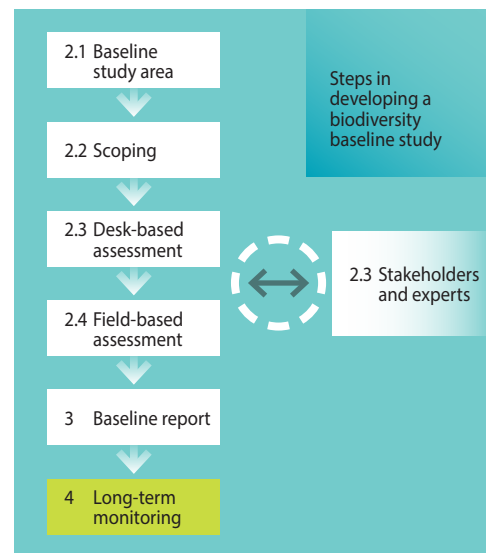 2.1 Baseline
study area
Steps in
developing a
biodiversity
baseline study
2.2 Scoping
2.3 Desk-based
assessment
2.3 Stakeholders
and experts
2.4 Field-based
assessment
3 Baseline report
4 Long-term
monitoring